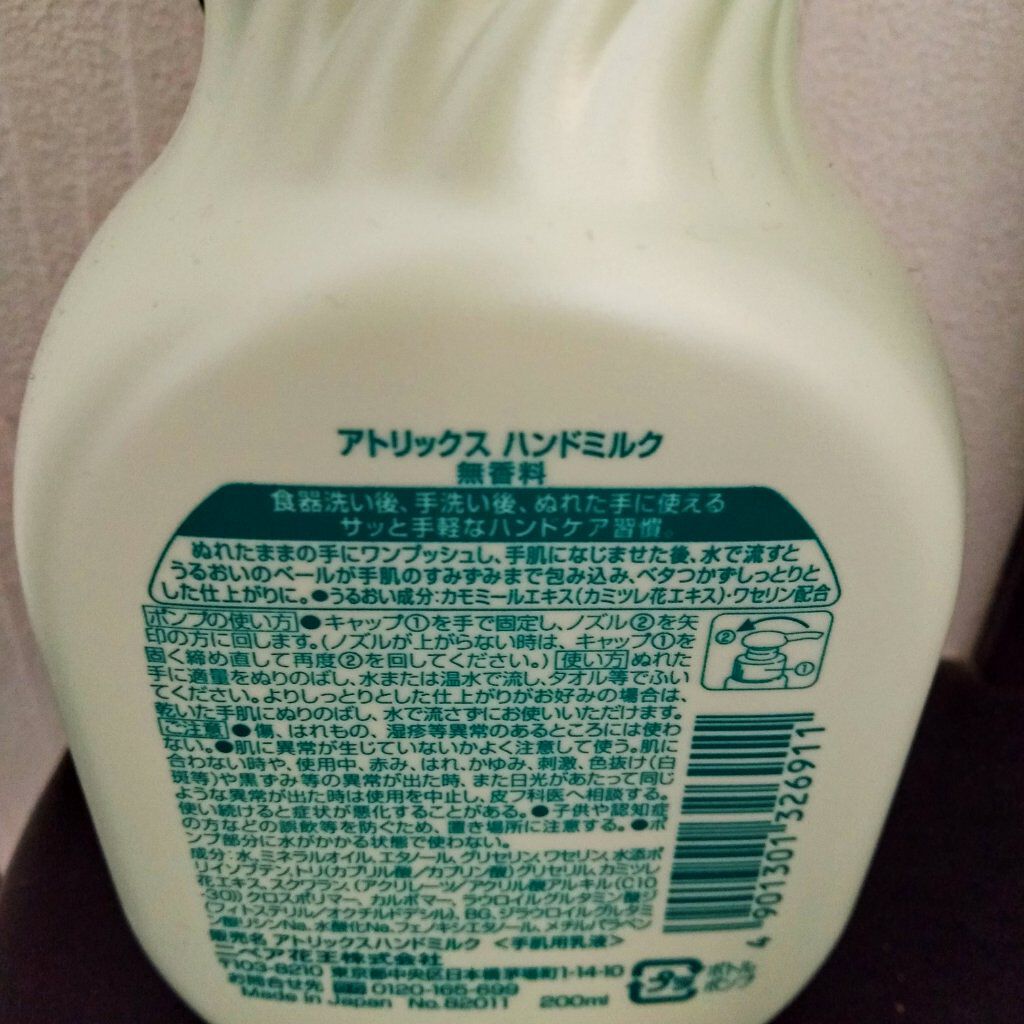 アトリックス ハンドミルク
無香料
食器洗い後、手洗い後、ぬれた手に使える
サッと手軽なハンドケア習慣。
ぬれたままの手にワンプッシュし、手肌になじませた後、水で流すと
うるおいのベールが手肌のすみずみまで包み込み、ベタつかずしっとりと
した仕上がりに。●うるおい成分:カモミールエキス(カミツレ花エキス)・ワセリン配合
ポンプの使い方 ●キャップ①を手で固定し、ノズル②を矢
印の方に回します。(ノズルが上がらない時は、キャップ①を
固く締め直して再度②を回してください。) 使い方 ぬれた
手に適量をぬりのばし、水または温水で流し、タオル等でふい
てください。よりしっとりとした仕上がりがお好みの場合は、
乾いた手肌にぬりのばし、水で流さずにお使いいただけます。
ご注意 ●傷、はれもの、湿疹等異常のあるところには使わ
ない。●肌に異常が生じていないかよく注意して使う。肌に
合わない時や、使用中、赤み、はれ、かゆみ、刺激、色抜け(白
斑等)や黒ずみ等の異常が出た時、また日光があたって同じ
ような異常が出た時は使用を中止し、皮フ科医へ相談する。
使い続けると症状が悪化することがある。●子供や認知症
の方などの誤飲等を防ぐため、置き場所に注意する。●ポ
ンプ部分に水がかかる状態で使わない。
成分:水、ミネラルオイル、エタノール、グリセリン、ワセリン、水添ポ
リイソブテン、トリ(カプリル酸/カプリン酸)グリセリル、カミツレ
花エキス、スクワラン、(アクリレーツ/アクリル酸アルキル(C10
-30))クロスポリマー、カルボマー、ラウロイルグルタミン酸ジ
(フィトステリル/オクチルドデシル)、BG、ジラウロイルグルタミ
ン酸リシンNa、水酸化Na、フェノキシエタノール、メチルパラベン
販売名 アトリックスハンドミルク <手肌用乳液>
ニベア花王株式会社
〒103-8210 東京都中央区日本橋茅場町1-14-10
お問合せ先 0120-165-699
Made in Japan No.82011 200ml
② ①
4 901301 326911
プラ
ボトル
ポンプ